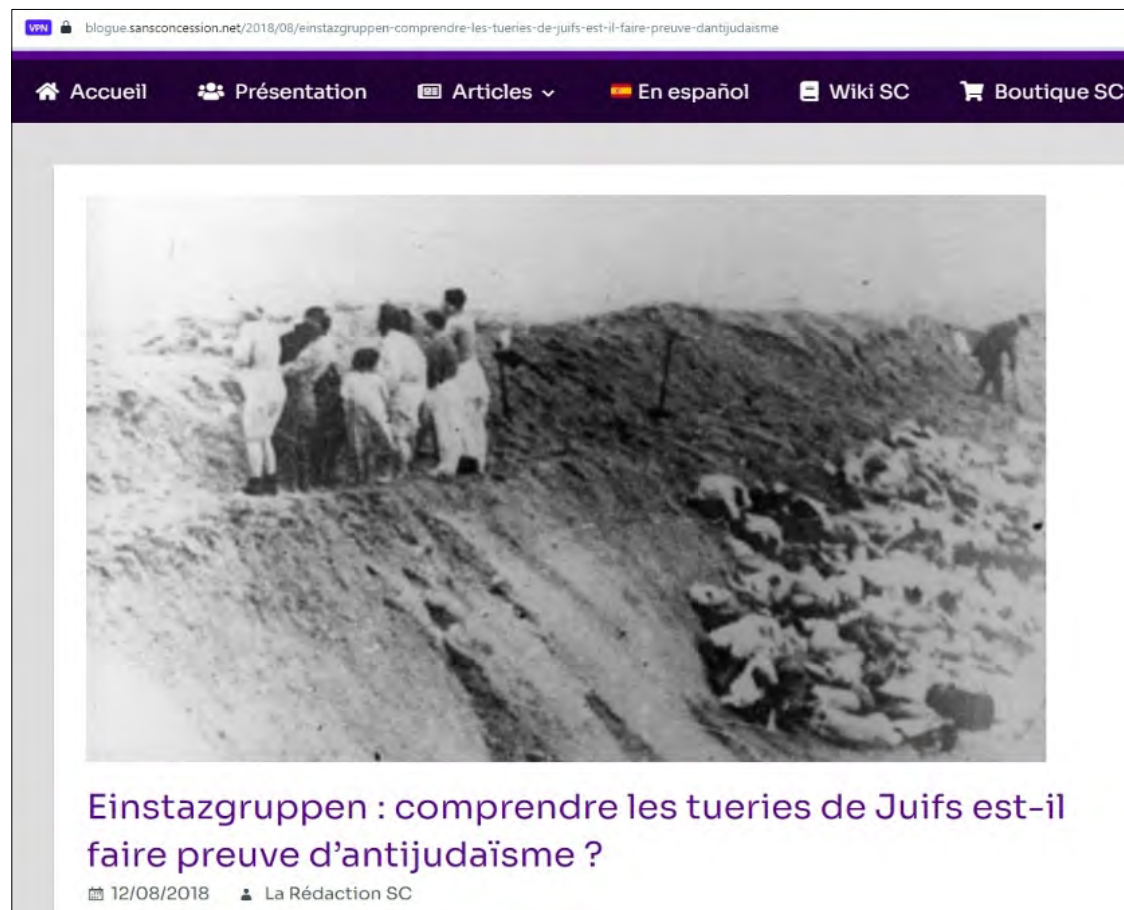 VPN blogue.sansconcession.net/2018/08/einstazgruppen-comprendre-les-tueries-de-juifs-est-il-faire-preuve-dantijudaisme
Accueil Présentation Articles En español Wiki SC Boutique SC
Einstazgruppen : comprendre les tueries de Juifs est-il
faire preuve d’antijudaïsme ?
12/08/2018 La Rédaction SC